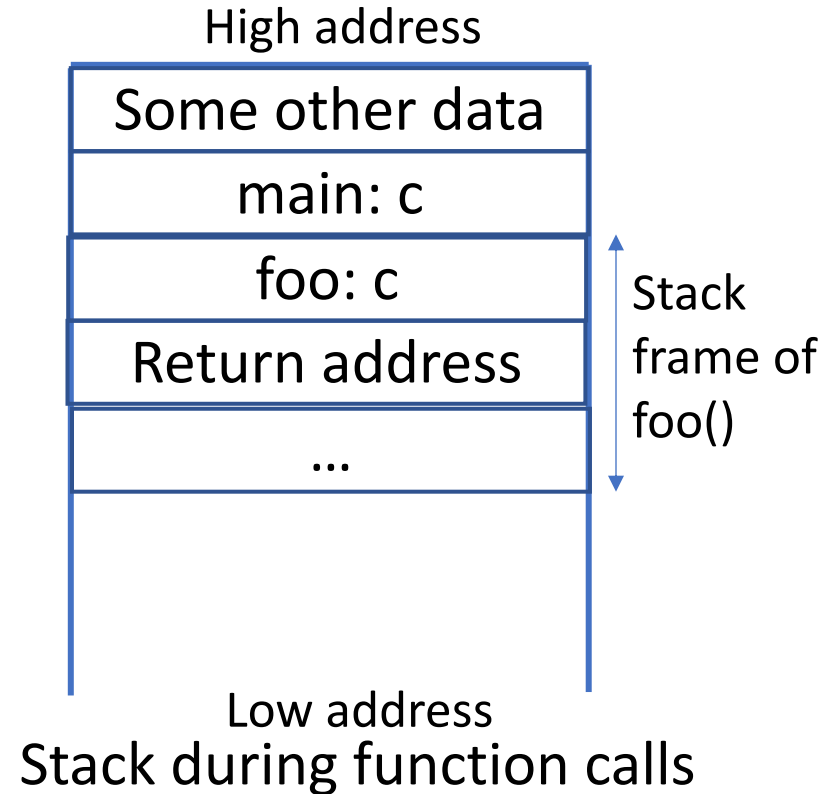 High address
Some other data
main: c
foo: c
Return address
...
Stack
frame of
foo()
Low address
Stack during function calls